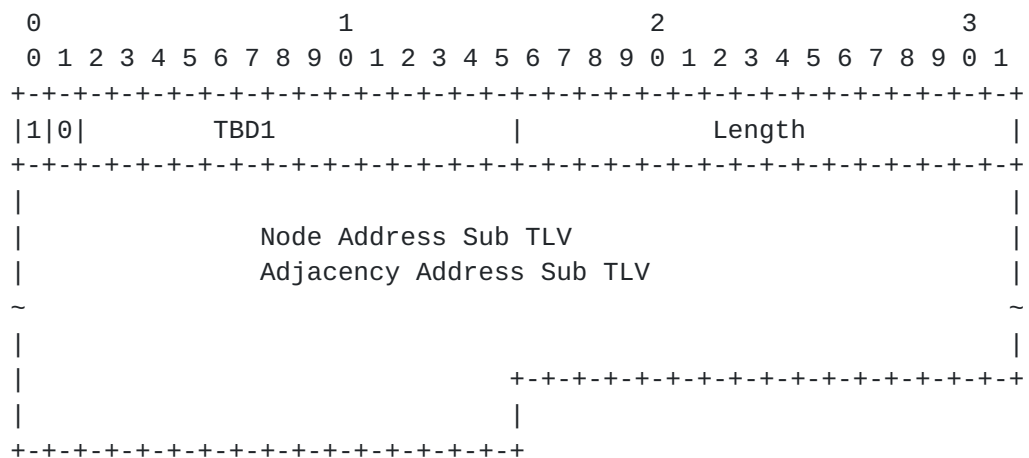 0                   1                   2                   3
 0 1 2 3 4 5 6 7 8 9 0 1 2 3 4 5 6 7 8 9 0 1 2 3 4 5 6 7 8 9 0 1
+-+-+-+-+-+-+-+-+-+-+-+-+-+-+-+-+-+-+-+-+-+-+-+-+-+-+-+-+-+-+-+-+
|1|0|        TBD1               |            Length             |
+-+-+-+-+-+-+-+-+-+-+-+-+-+-+-+-+-+-+-+-+-+-+-+-+-+-+-+-+-+-+-+-+
|                                                               |
|               Node Address Sub TLV                            |
|               Adjacency Address Sub TLV                       |
~                                                               ~
|                                                               |
|                               +-+-+-+-+-+-+-+-+-+-+-+-+-+-+-+-+
|                               |
+-+-+-+-+-+-+-+-+-+-+-+-+-+-+-+-+